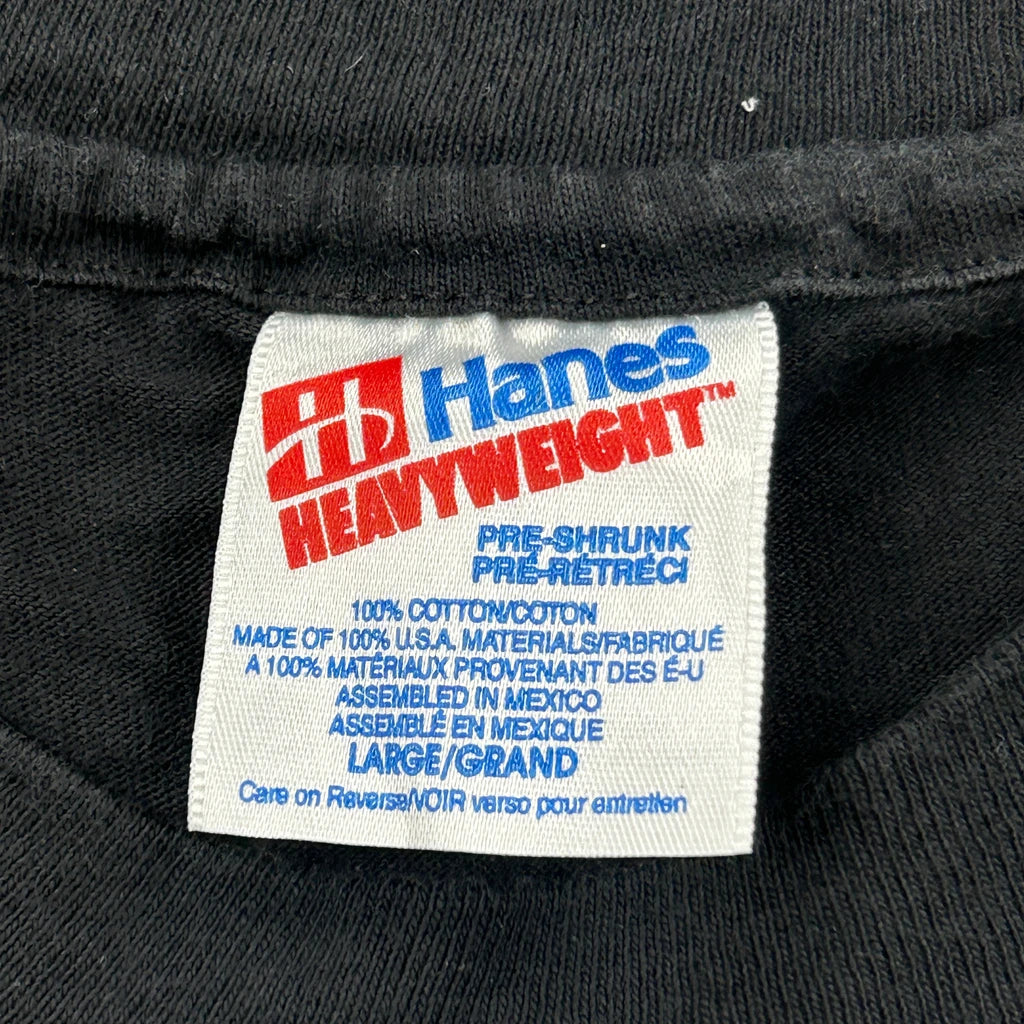 Hanes
HEAVYWEIGHT™
PRE-SHRUNK
PRÉ-RÉTRÉCI
100% COTTON/COTON
MADE OF 100% U.S.A. MATERIALS/FABRIQUÉ
A 100% MATÉRIAUX PROVENANT DES É-U
ASSEMBLED IN MEXICO
ASSEMBLÉ EN MEXIQUE
LARGE/GRAND
Care on Reverse/VOIR verso pour entretien